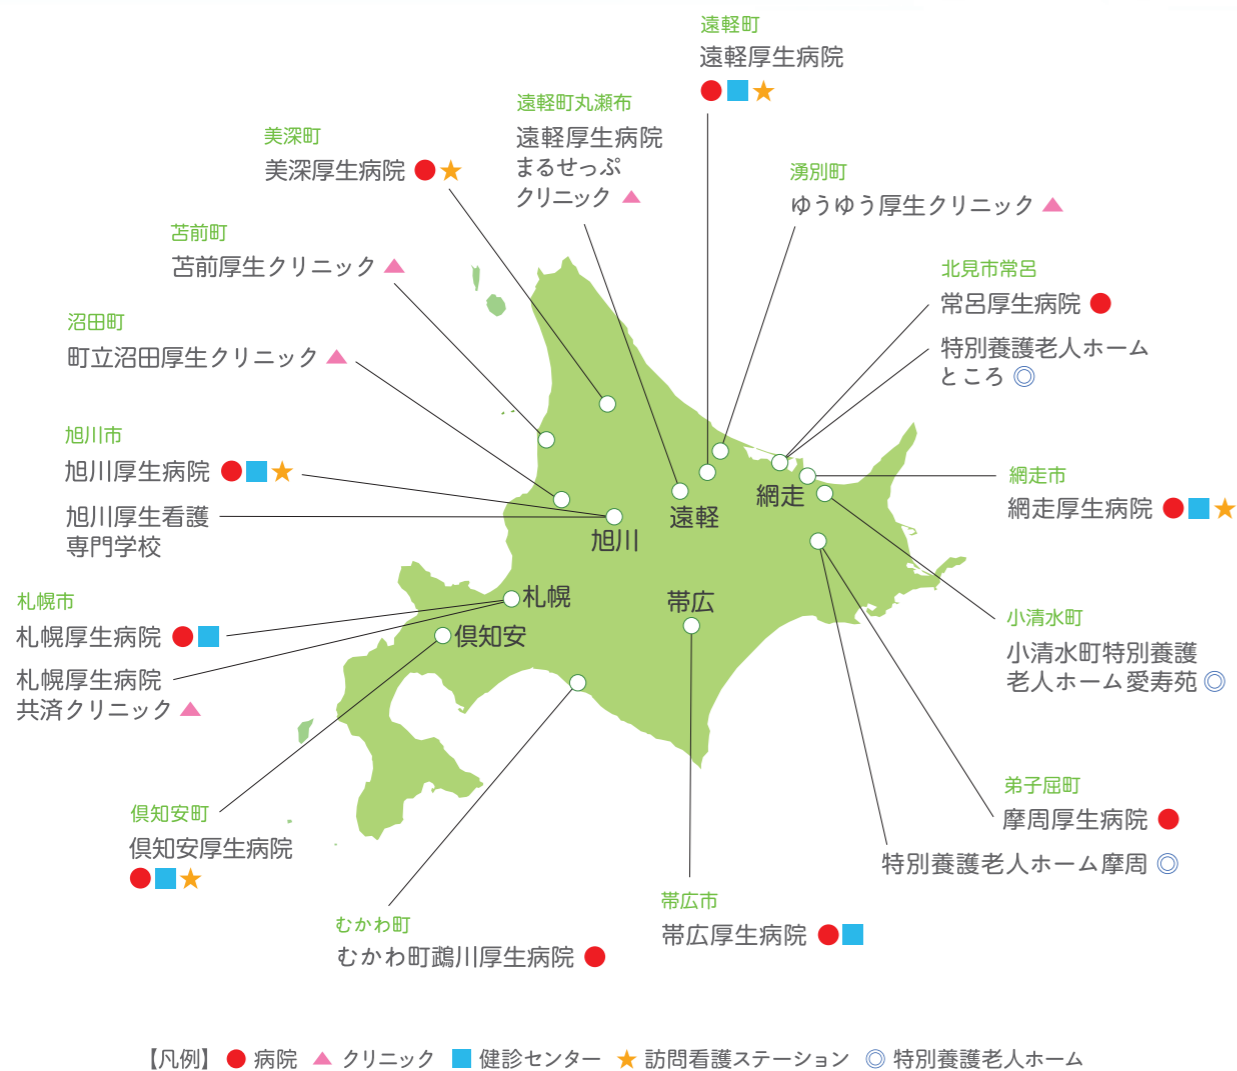 遠軽町
遠軽厚生病院
遠軽町丸瀬布
遠軽厚生病院
まるせっぷ
クリニック
美深町
美深厚生病院
湧別町
ゆうゆう厚生クリニック
苫前町
苫前厚生クリニック
北見市常呂
常呂厚生病院
特別養護老人ホーム
ところ
沼田町
町立沼田厚生クリニック
旭川市
旭川厚生病院
旭川厚生看護
専門学校
網走市
網走厚生病院
網走
遠軽
旭川
札幌
帯広
倶知安
札幌市
札幌厚生病院
札幌厚生病院
共済クリニック
小清水町
小清水町特別養護
老人ホーム愛寿苑
弟子屈町
摩周厚生病院
特別養護老人ホーム摩周
倶知安町
倶知安厚生病院
むかわ町
むかわ町鵡川厚生病院
帯広市
帯広厚生病院
【凡例】 病院 クリニック 健診センター 訪問看護ステーション 特別養護老人ホーム